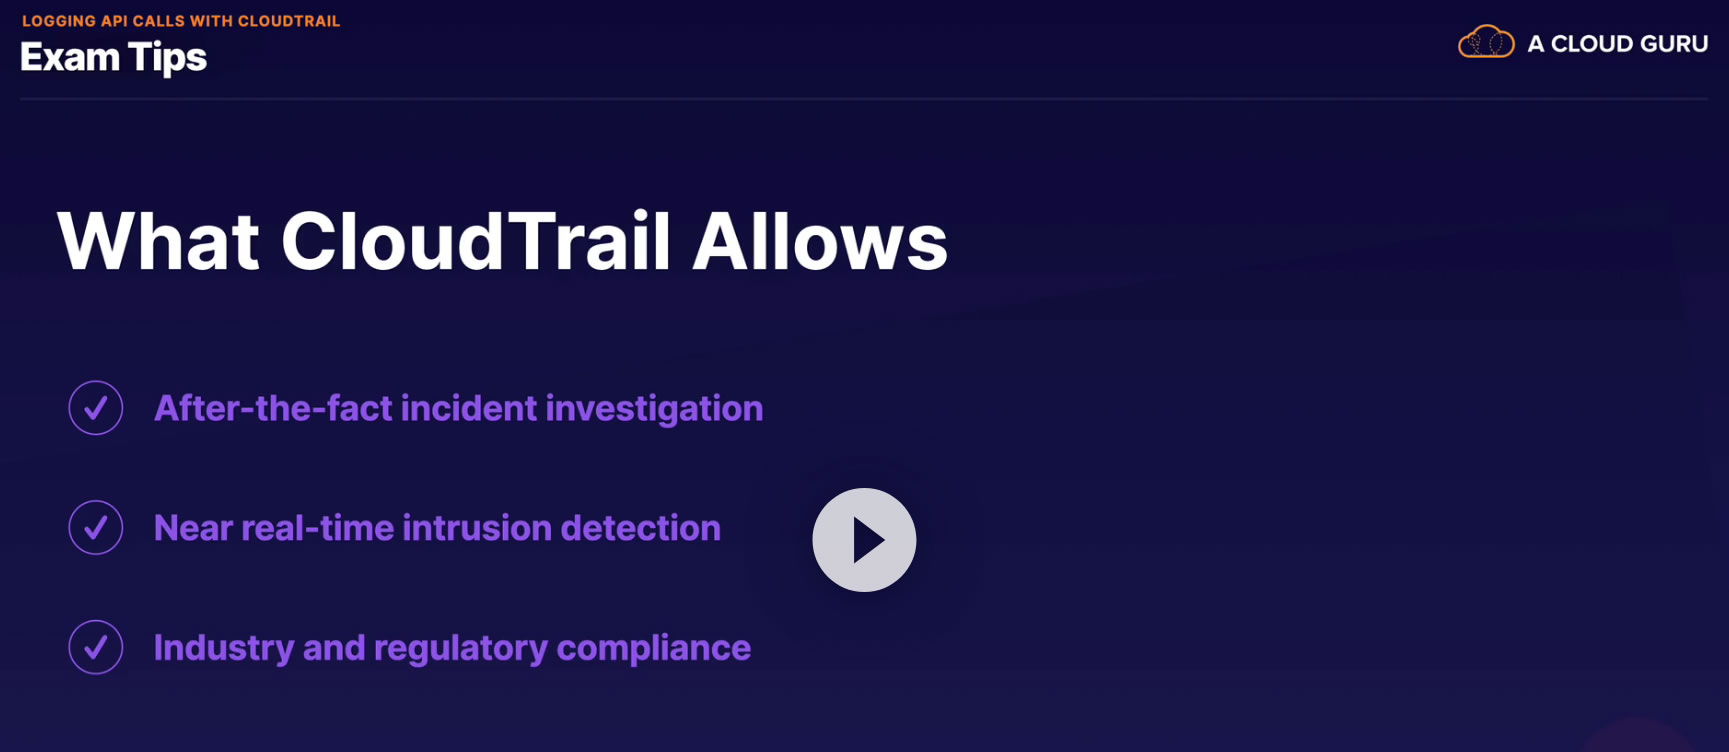 LOGGING API CALLS WITH CLOUDTRAIL
Exam Tips
A CLOUD GURU
What CloudTrail Allows
After-the-fact incident investigation
Near real-time intrusion detection
Industry and regulatory compliance